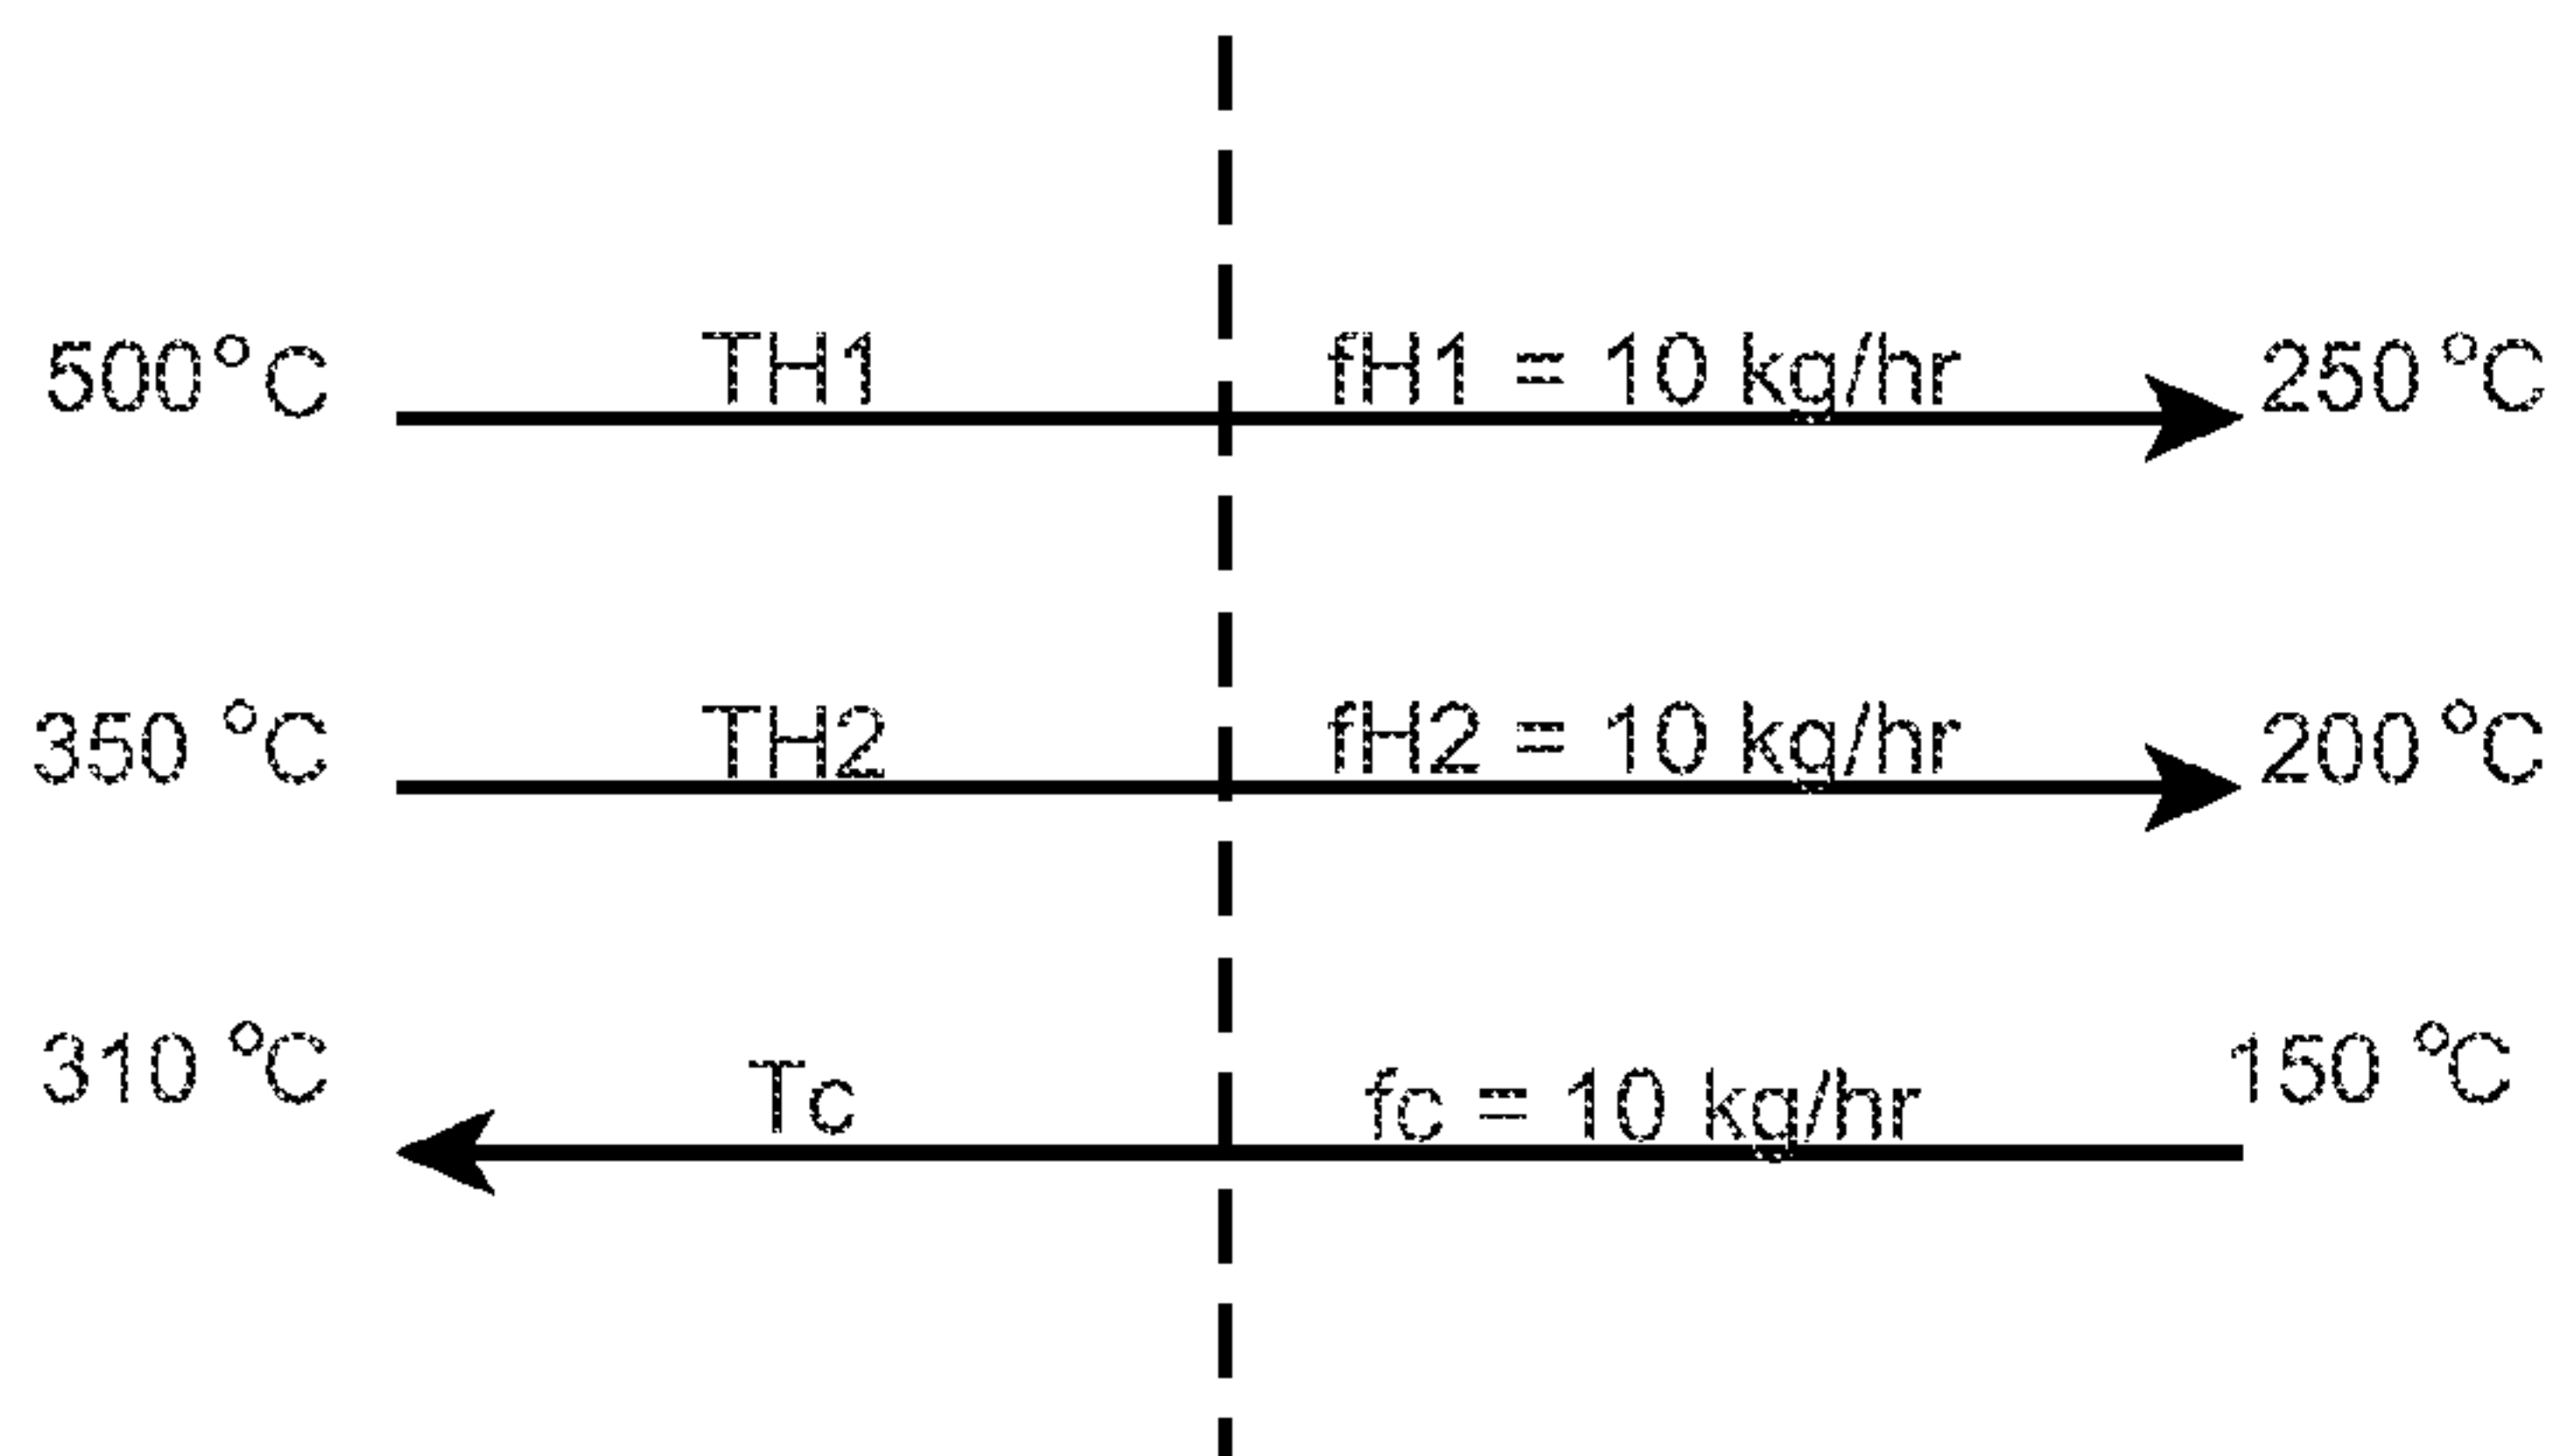 500°C TH1 fH1 = 10 kg/hr 250 °C
350 °C TH2 fH2 = 10 kg/hr 200 °C
310 °C Tc fc = 10 kg/hr 150 °C